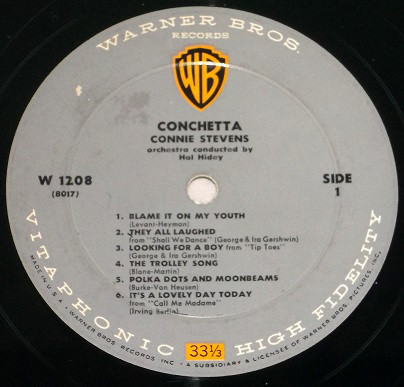 WARNER BROS.
RECORDS
WB
CONCHETTA
CONNIE STEVENS
orchestra conducted by
Hal Hidey
W 1208
(8017)
SIDE
1
1. BLAME IT ON MY YOUTH
(Levant-Heyman)
2. THEY ALL LAUGHED
from "Shall We Dance" (George & Ira Gershwin)
3. LOOKING FOR A BOY from "Tip Toes"
(George & Ira Gershwin)
4. THE TROLLEY SONG
(Blane-Martin)
5. POLKA DOTS AND MOONBEAMS
(Burke-Van Heusen)
6. IT'S A LOVELY DAY TODAY
from "Call Me Madame"
(Irving Berlin)
VITAPHONIC HIGH FIDELITY
33⅓
MADE IN U.S.A. • WARNER BROS. RECORDS INC. • A SUBSIDIARY & LICENSEE OF WARNER BROS. PICTURES, INC.